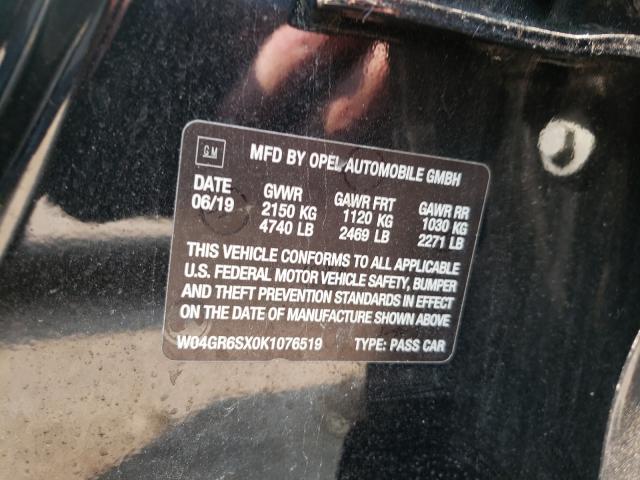 GM MFD BY OPEL AUTOMOBILE GMBH
DATE GVWR GAWR FRT GAWR RR
06/19 2150 KG 1120 KG 1030 KG
4740 LB 2469 LB 2271 LB
THIS VEHICLE CONFORMS TO ALL APPLICABLE
U.S. FEDERAL MOTOR VEHICLE SAFETY, BUMPER
AND THEFT PREVENTION STANDARDS IN EFFECT
ON THE DATE OF MANUFACTURE SHOWN ABOVE
W04GR6SX0K1076519 TYPE: PASS CAR